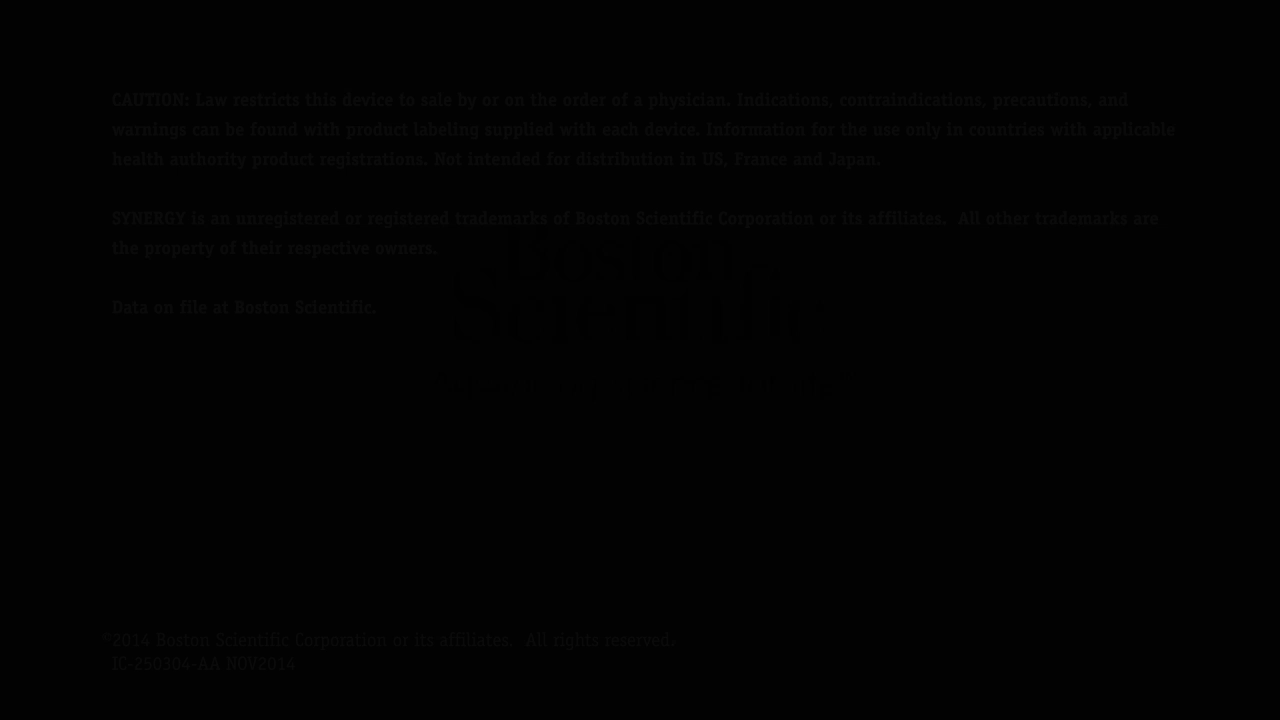 CAUTION: Law restricts this device to sale by or on the order of a physician. Indications, contraindications, precautions, and
warnings can be found with product labeling supplied with each device. Information for the use only in countries with applicable
health authority product registrations. Not intended for distribution in US, France and Japan.
SYNERGY is an unregistered or registered trademarks of Boston Scientific Corporation or its affiliates.  All other trademarks are
the property of their respective owners.
Boston
Scientific
Data on file at Boston Scientific.
©2014 Boston Scientific Corporation or its affiliates.  All rights reserved.
IC-250304-AA NOV2014